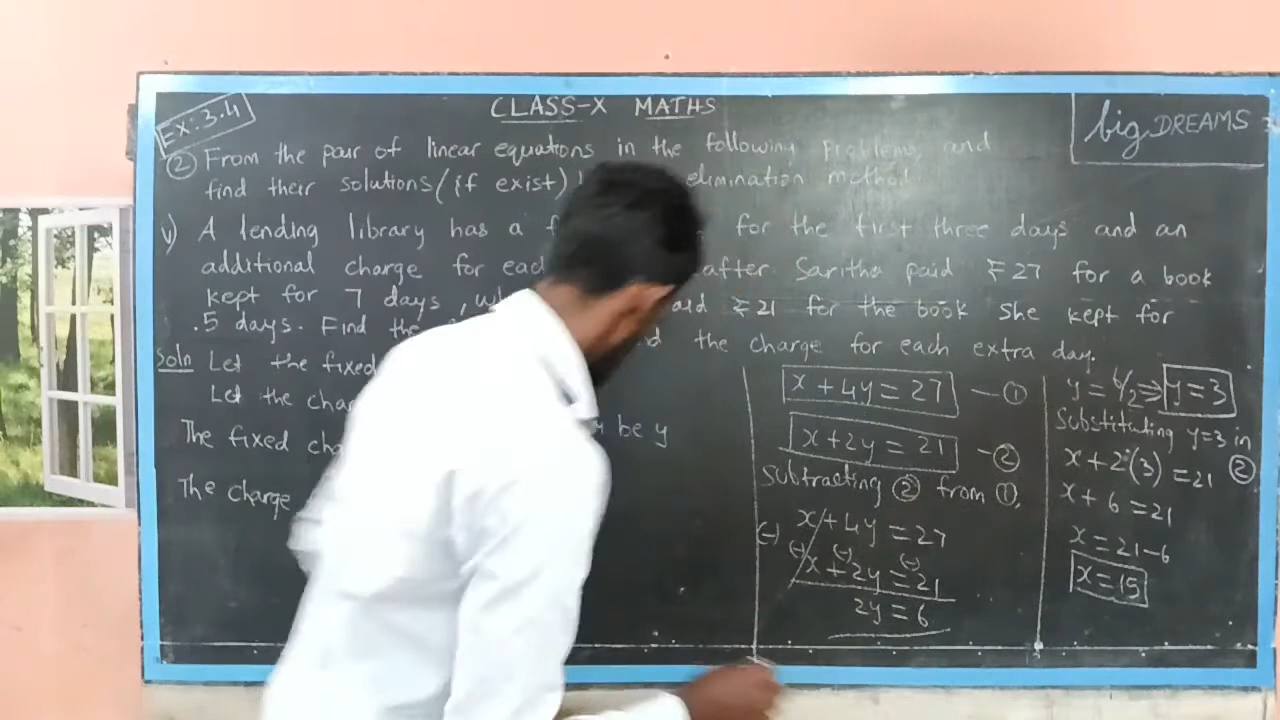 EX: 3.4
CLASS-X MATHS
big DREAMS
② From the pair of linear equations in the following problems, and
find their solutions (if exist) elimination method
v) A lending library has a for the first three days and an
additional charge for each after Saritha paid ₹27 for a book
kept for 7 days, ₹21 for the book she kept for
.5 days. Find the the charge for each extra day.
Soln Let the fixed
Let the be y
The fixed
The charge
x + 4y = 27 — ①
x + 2y = 21 - ②
subtracting ② from ①,
(-) x + 4y = 27
(-) (-) (-)
x + 2y = 21
2y = 6
y = 6/2 ⇒ y = 3
Substituting y=3 in ②
x + 2(3) = 21
x + 6 = 21
x = 21-6
x = 15